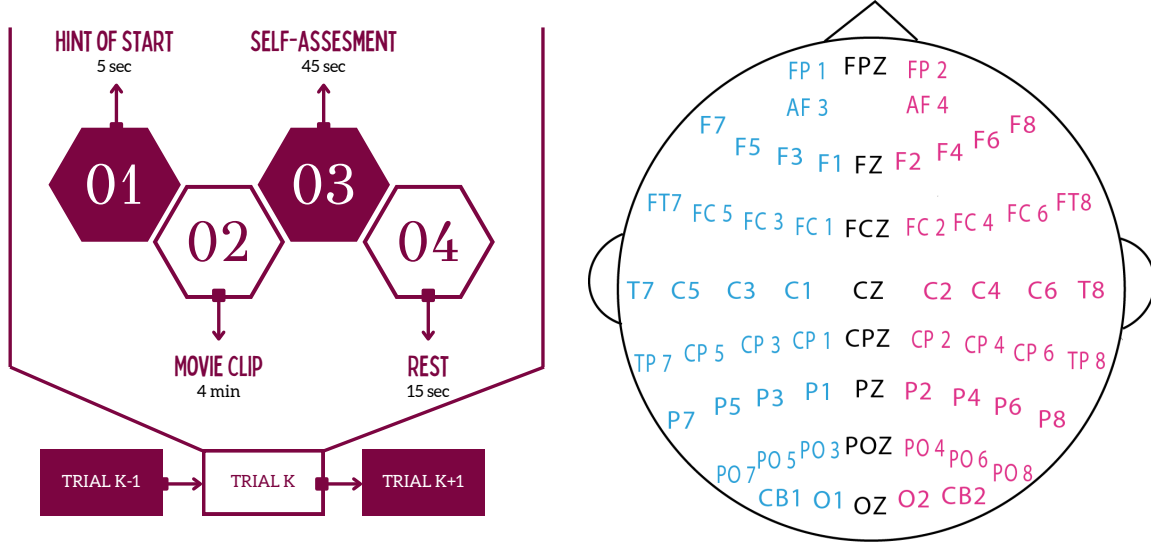 HINT OF START
5 sec
SELF-ASSESMENT
45 sec
01
02
03
04
MOVIE CLIP
4 min
REST
15 sec
TRIAL K-1
TRIAL K
TRIAL K+1
FP 1 FPZ FP 2
AF 3 AF 4
F7 F5 F3 F1 FZ F2 F4 F6 F8
FT7 FC 5 FC 3 FC 1 FCZ FC 2 FC 4 FC 6 FT8
T7 C5 C3 C1 CZ C2 C4 C6 T8
TP 7 CP 5 CP 3 CP 1 CPZ CP 2 CP 4 CP 6 TP 8
P7 P5 P3 P1 PZ P2 P4 P6 P8
PO 7 PO 5 PO 3 POZ PO 4 PO 6 PO 8
CB1 O1 OZ O2 CB2